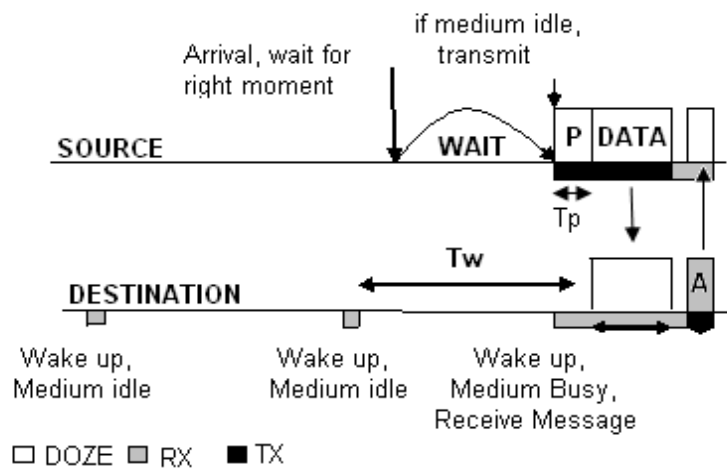 Arrival, wait for
right moment
if medium idle,
transmit
SOURCE
WAIT
P
DATA
Tp
Tw
DESTINATION
A
Wake up,
Medium idle
Wake up,
Medium idle
Wake up,
Medium Busy,
Receive Message
DOZE RX TX